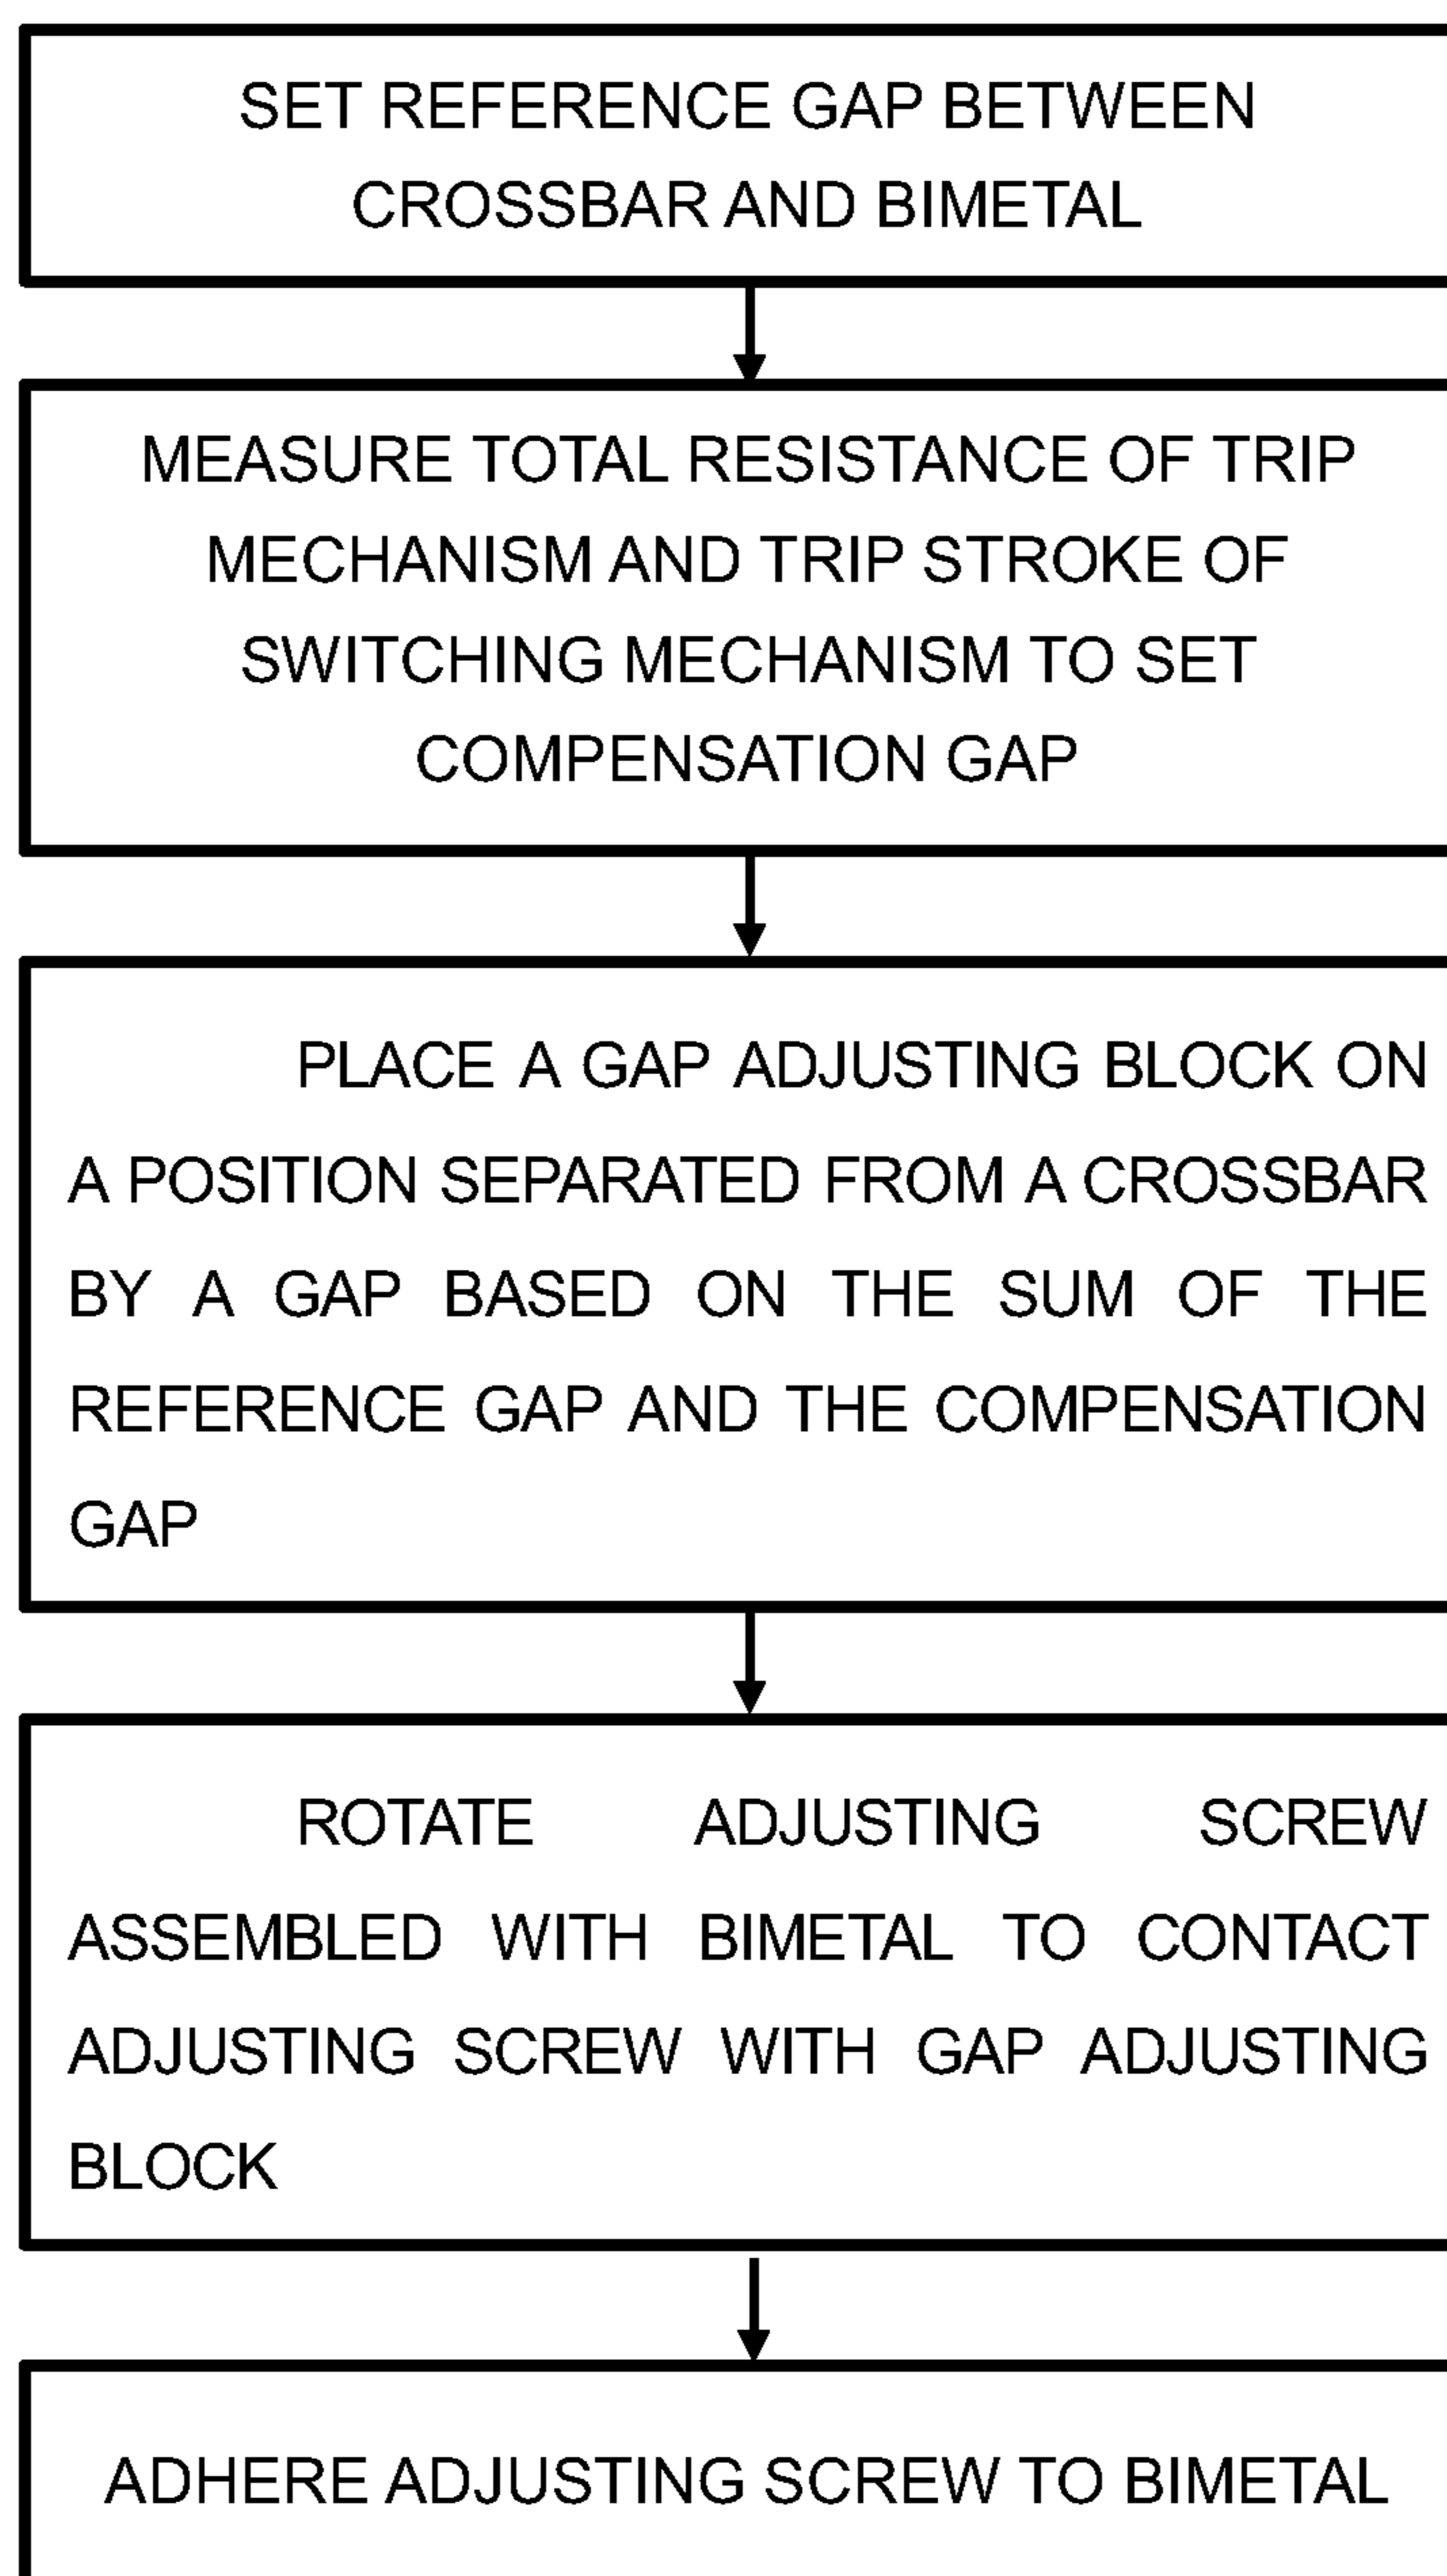 SET REFERENCE GAP BETWEEN
CROSSBAR AND BIMETAL
MEASURE TOTAL RESISTANCE OF TRIP
MECHANISM AND TRIP STROKE OF
SWITCHING MECHANISM TO SET
COMPENSATION GAP
PLACE A GAP ADJUSTING BLOCK ON
A POSITION SEPARATED FROM A CROSSBAR
BY A GAP BASED ON THE SUM OF THE
REFERENCE GAP AND THE COMPENSATION
GAP
ROTATE ADJUSTING SCREW
ASSEMBLED WITH BIMETAL TO CONTACT
ADJUSTING SCREW WITH GAP ADJUSTING
BLOCK
ADHERE ADJUSTING SCREW TO BIMETAL